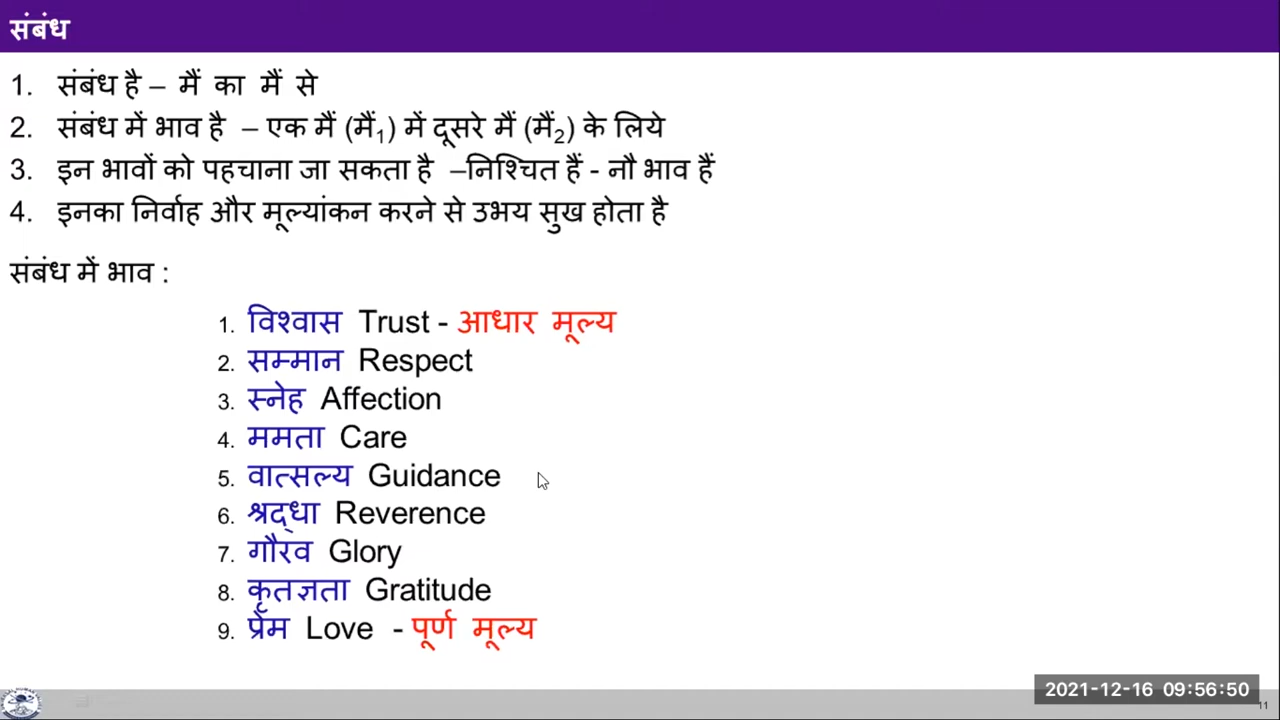 संबंध
1. संबंध है – मैं का मैं से
2. संबंध में भाव है – एक मैं (मैं1) में दूसरे मैं (मैं2) के लिये
3. इन भावों को पहचाना जा सकता है –निश्चित हैं - नौ भाव हैं
4. इनका निर्वाह और मूल्यांकन करने से उभय सुख होता है
संबंध में भाव :
1. विश्वास Trust - आधार मूल्य
2. सम्मान Respect
3. स्नेह Affection
4. ममता Care
5. वात्सल्य Guidance
6. श्रद्धा Reverence
7. गौरव Glory
8. कृतज्ञता Gratitude
9. प्रेम Love - पूर्ण मूल्य
2021-12-16 09:56:50
11